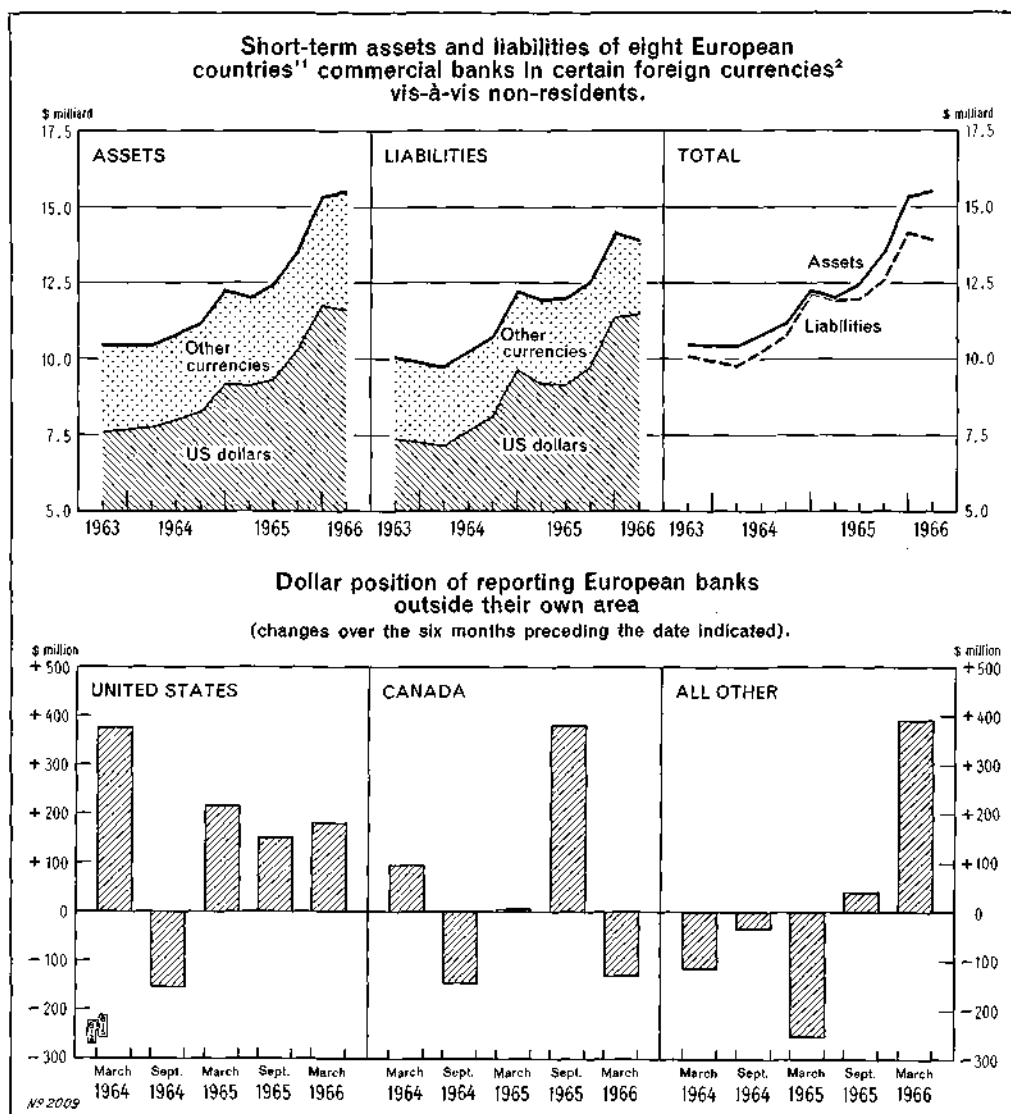 Short-term assets and liabilities of eight European
countries'¹ commercial banks in certain foreign currencies²
vis-à-vis non-residents.
$ milliard
$ milliard
17.5
17.5
ASSETS
LIABILITIES
TOTAL
15.0
15.0
12.5
12.5
10.0
10.0
7.5
7.5
5.0
5.0
Other
currencies
US dollars
Other
currencies
US dollars
Assets
Liabilities
1963 1964 1965 1966
1963 1964 1965 1966
1963 1964 1965 1966
Dollar position of reporting European banks
outside their own area
(changes over the six months preceding the date indicated).
$ million
$ million
+500
+500
UNITED STATES
CANADA
ALL OTHER
+400
+400
+300
+300
+200
+200
+100
+100
0
0
-100
-100
-200
-200
-300
-300
March Sept. March Sept. March
1964 1964 1965 1965 1966
March Sept. March Sept. March
1964 1964 1965 1965 1966
March Sept. March Sept. March
1964 1964 1965 1965 1966
Nº 2009